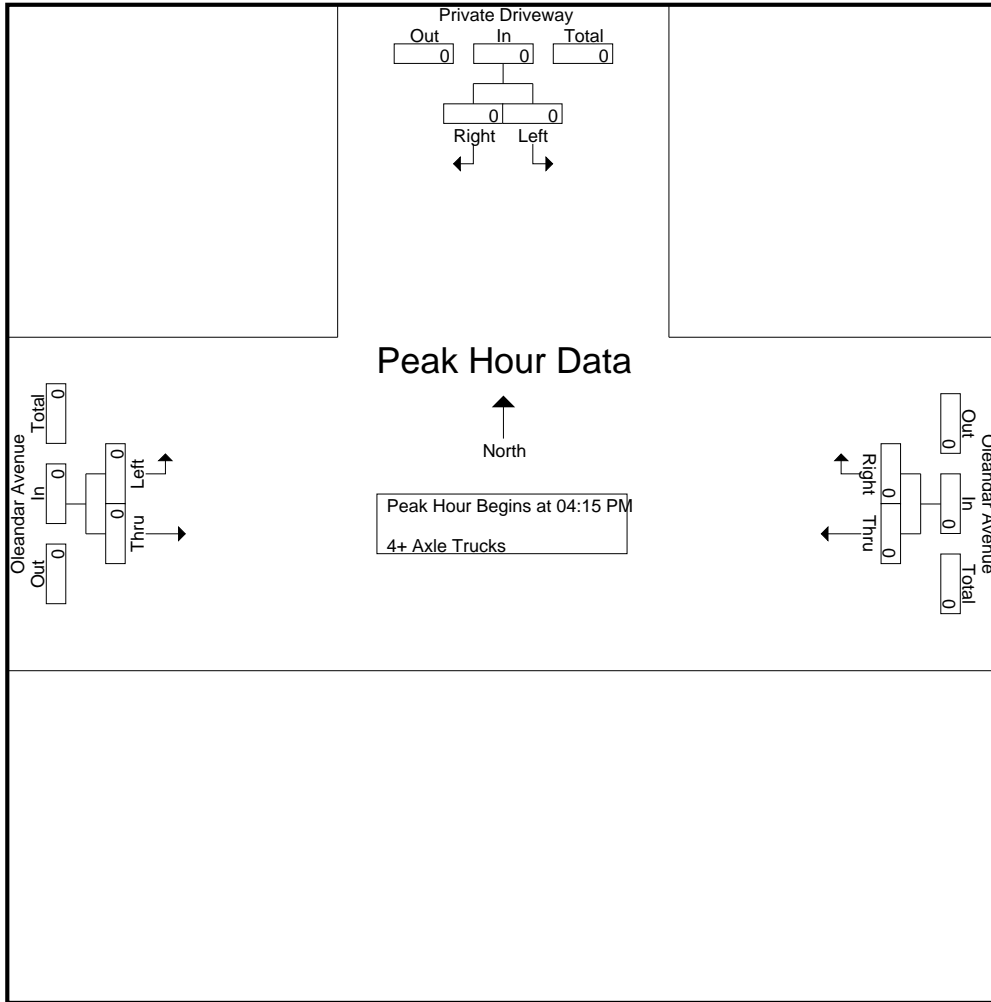 Private Driveway
Out In Total
0 0 0
0 0
Right Left
Peak Hour Data
North
Peak Hour Begins at 04:15 PM
4+ Axle Trucks
Oleandar Avenue
Out In Total
0 0 0
0 0
Thru Left
Oleandar Avenue
Out In Total
0 0 0
0 0
Right Thru